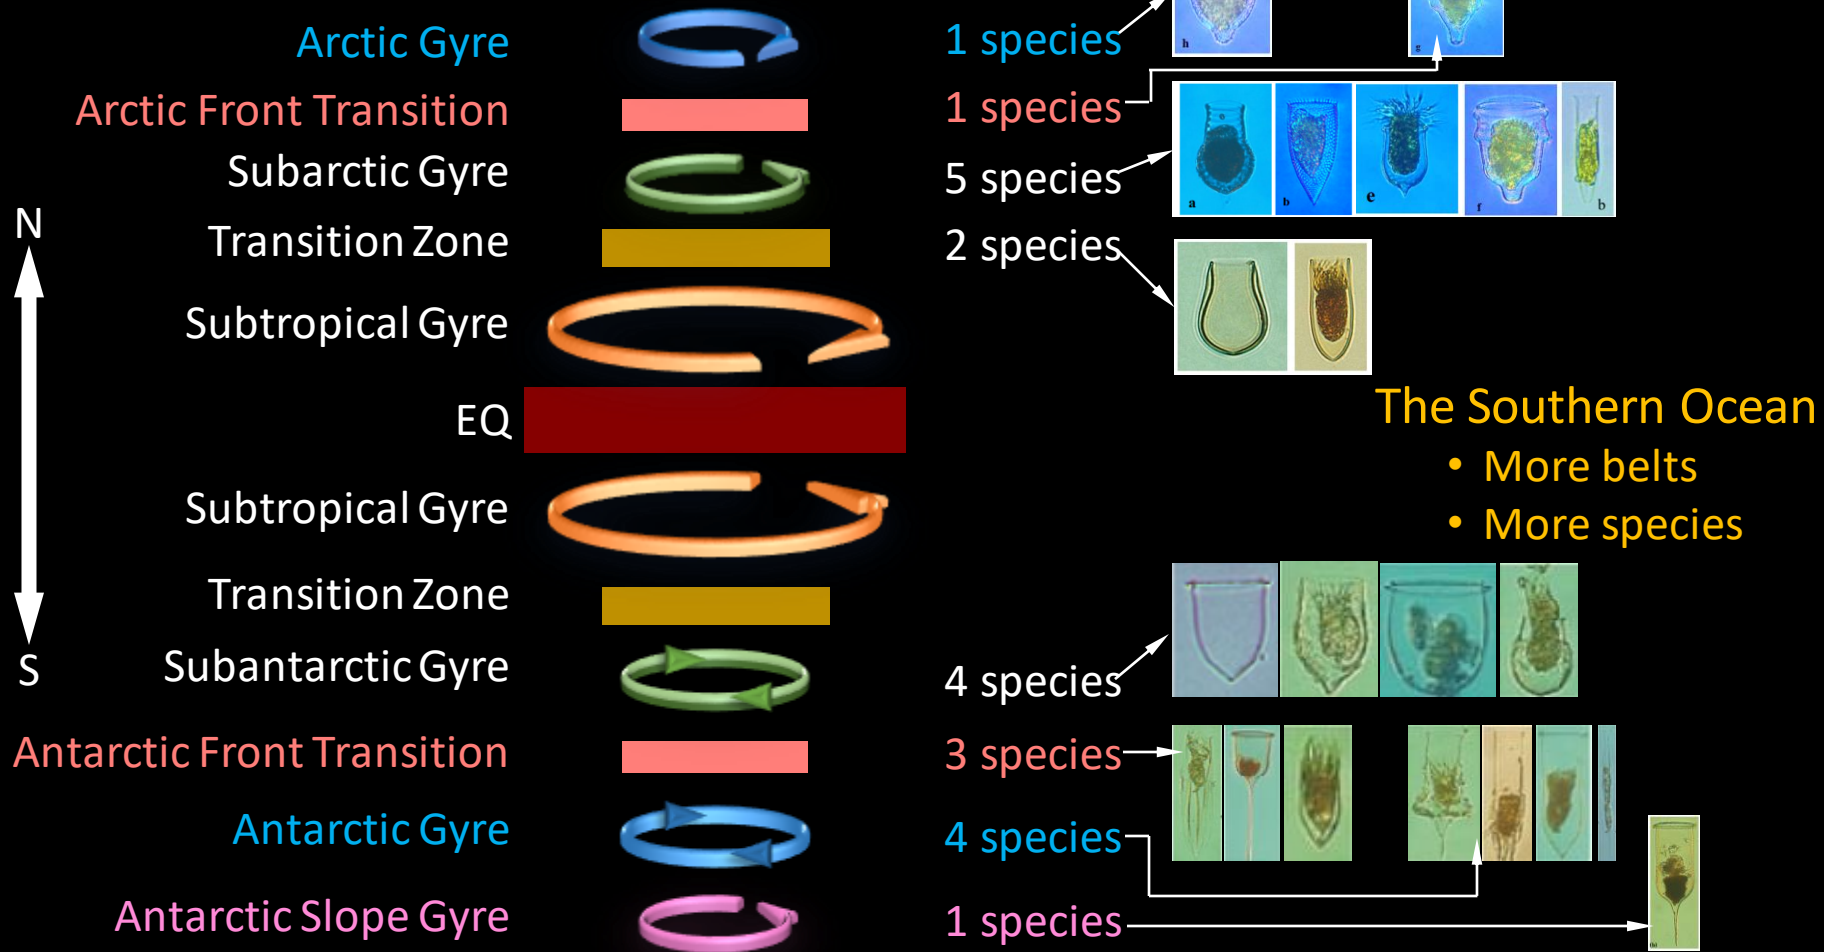 Arctic Gyre
1 species
h
g
Arctic Front Transition
1 species
Subarctic Gyre
5 species
a
b
e
f
b
N
Transition Zone
2 species
Subtropical Gyre
EQ
The Southern Ocean
• More belts
• More species
Subtropical Gyre
Transition Zone
S
Subantarctic Gyre
4 species
Antarctic Front Transition
3 species
Antarctic Gyre
4 species
Antarctic Slope Gyre
1 species